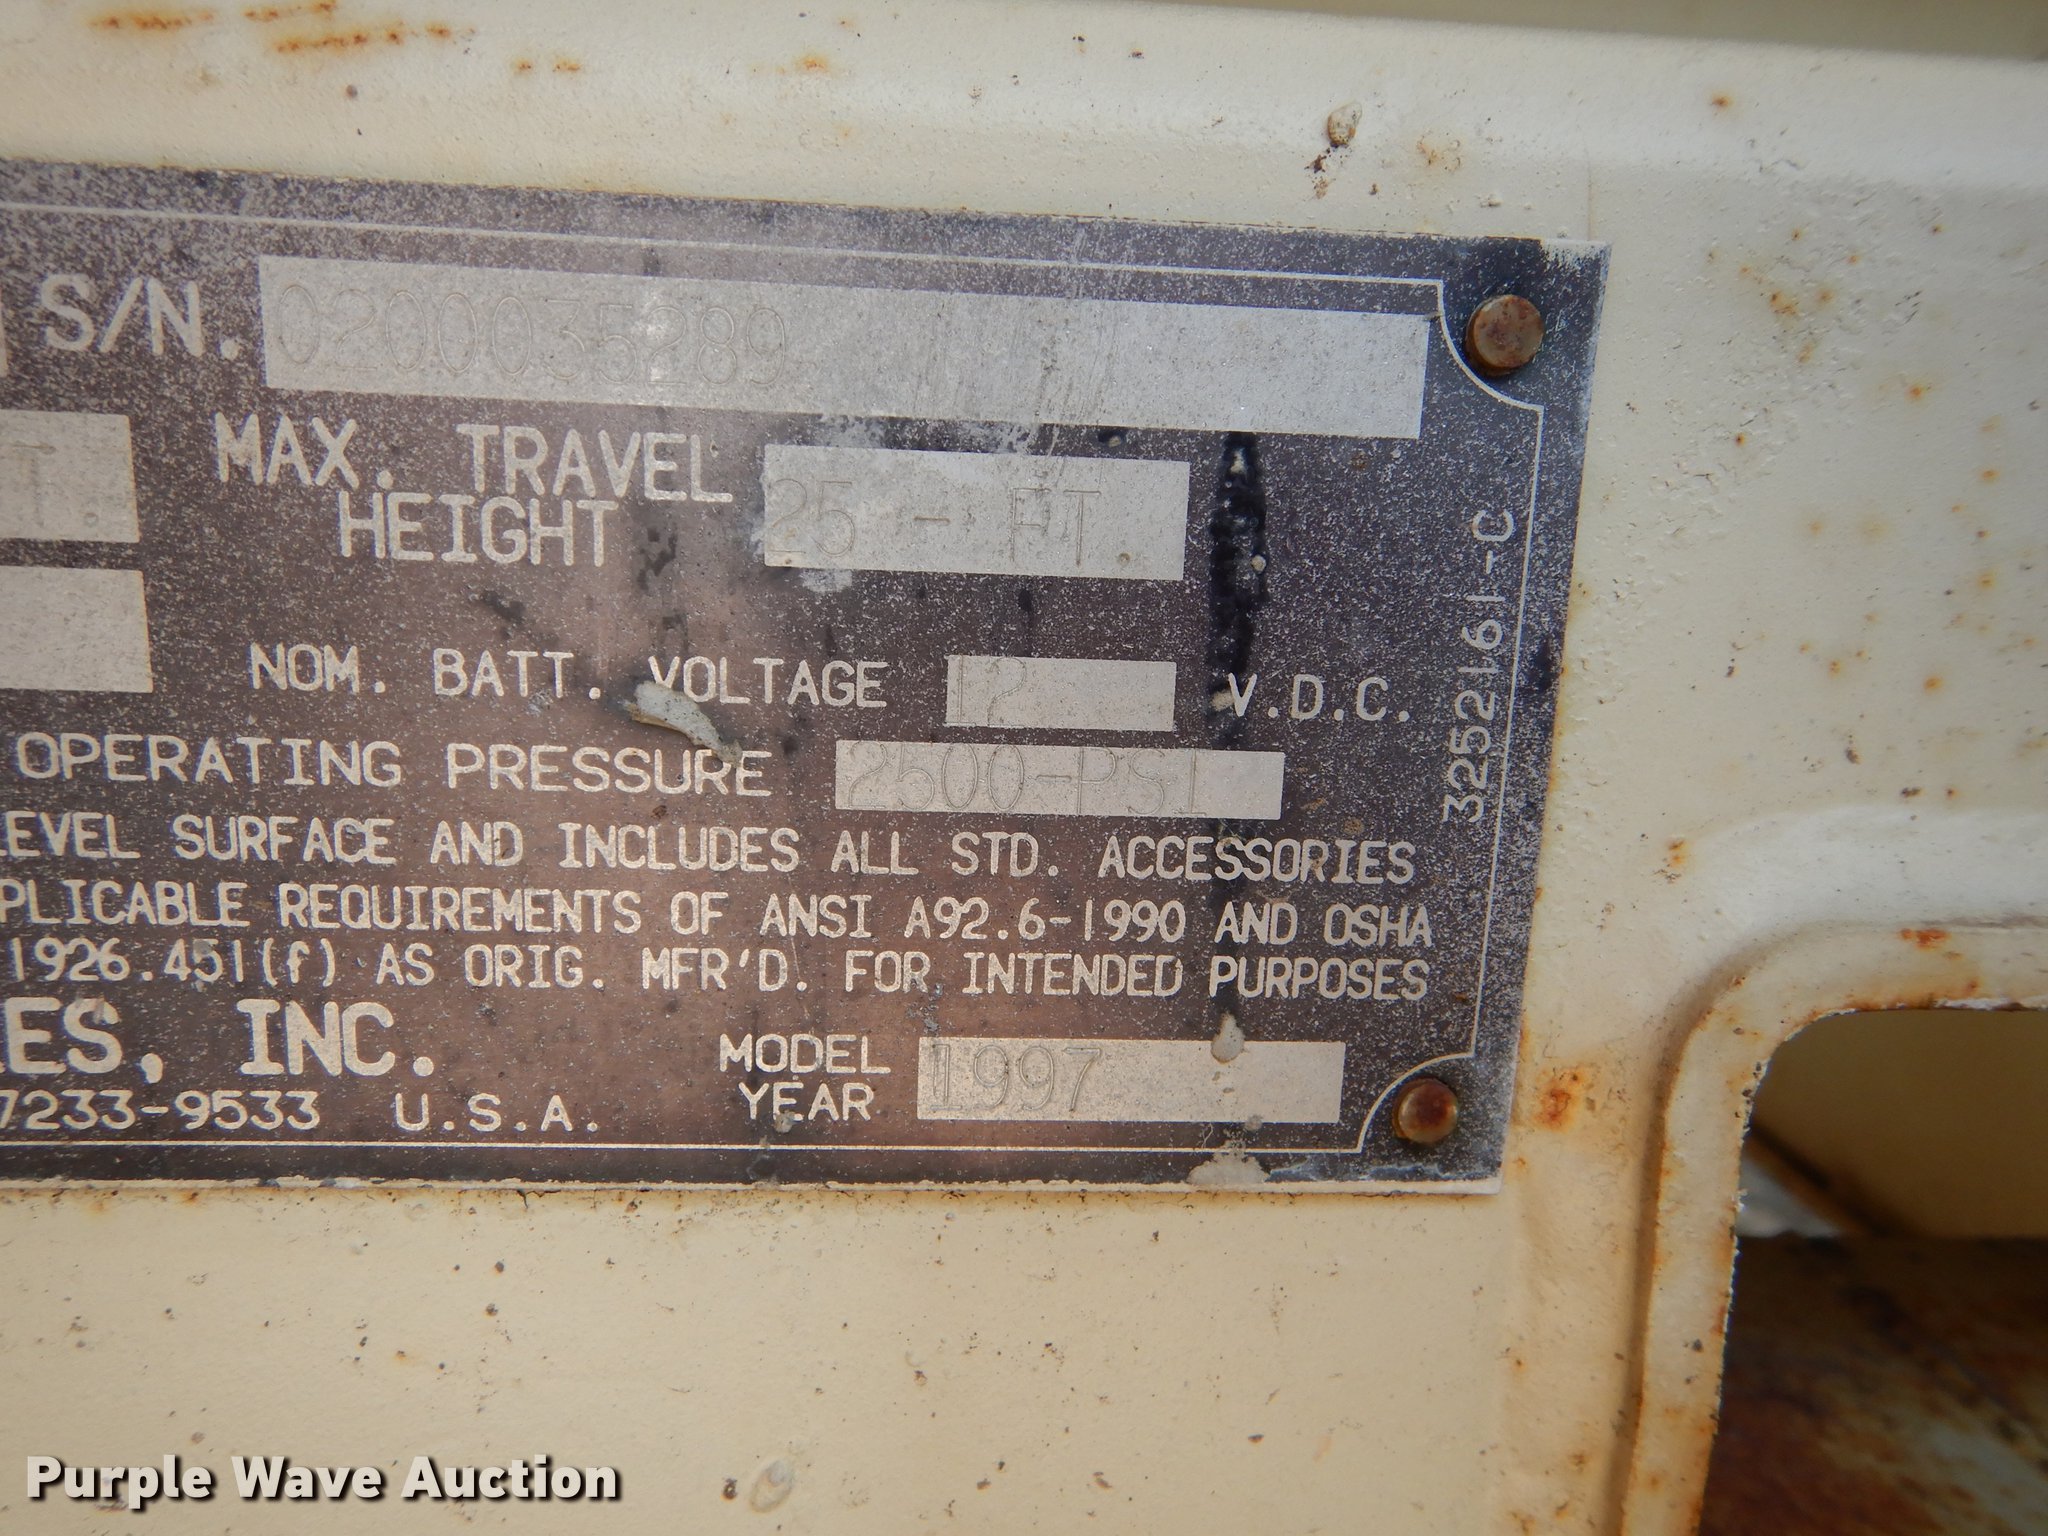 S/N. 0200035289
T. MAX. TRAVEL HEIGHT 25 - FT.
NOM. BATT. VOLTAGE 12 V.D.C.
OPERATING PRESSURE 2500-PSI
LEVEL SURFACE AND INCLUDES ALL STD. ACCESSORIES
PLICABLE REQUIREMENTS OF ANSI A92.6-1990 AND OSHA
1926.451(f) AS ORIG. MFR'D. FOR INTENDED PURPOSES
ES, INC.
MODEL YEAR 1997
7233-9533 U.S.A.
3252161-C
Purple Wave Auction